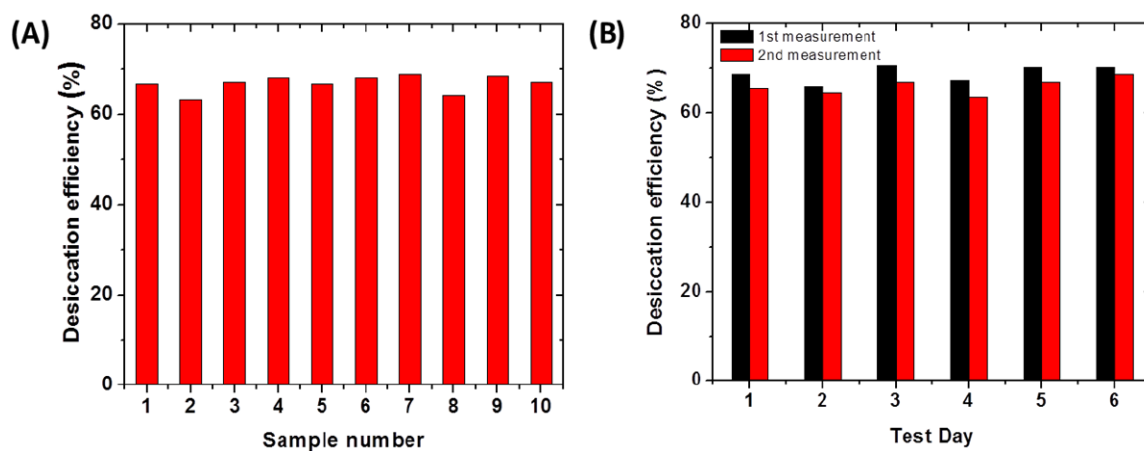 (A)
Desiccation efficiency (%)
80
60
40
20
0
1 2 3 4 5 6 7 8 9 10
Sample number
(B)
Desiccation efficiency (%)
80
60
40
20
0
1st measurement
2nd measurement
1 2 3 4 5 6
Test Day